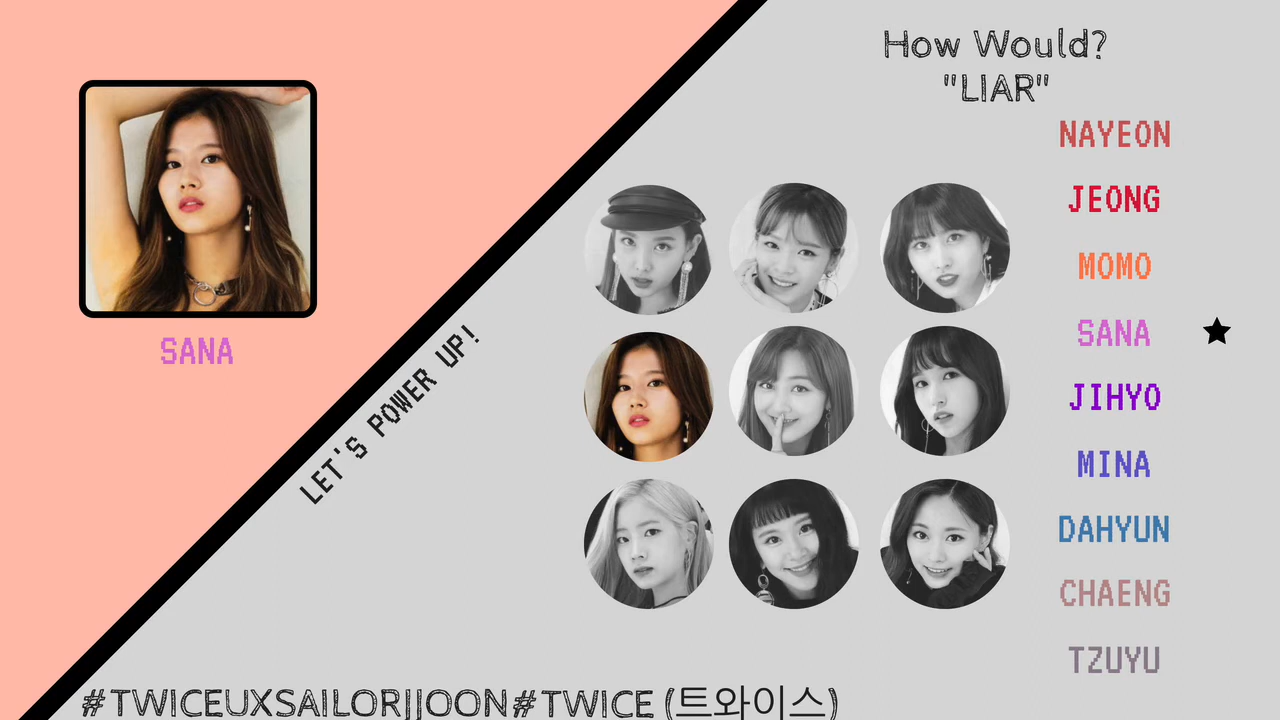 How Would?
"LIAR"
NAYEON
JEONG
MOMO
SANA
JIHYO
MINA
DAHYUN
CHAENG
TZUYU
SANA
LET'S POWER UP!
#TWICEUXSAILORJJOON#TWICE (트와이스)